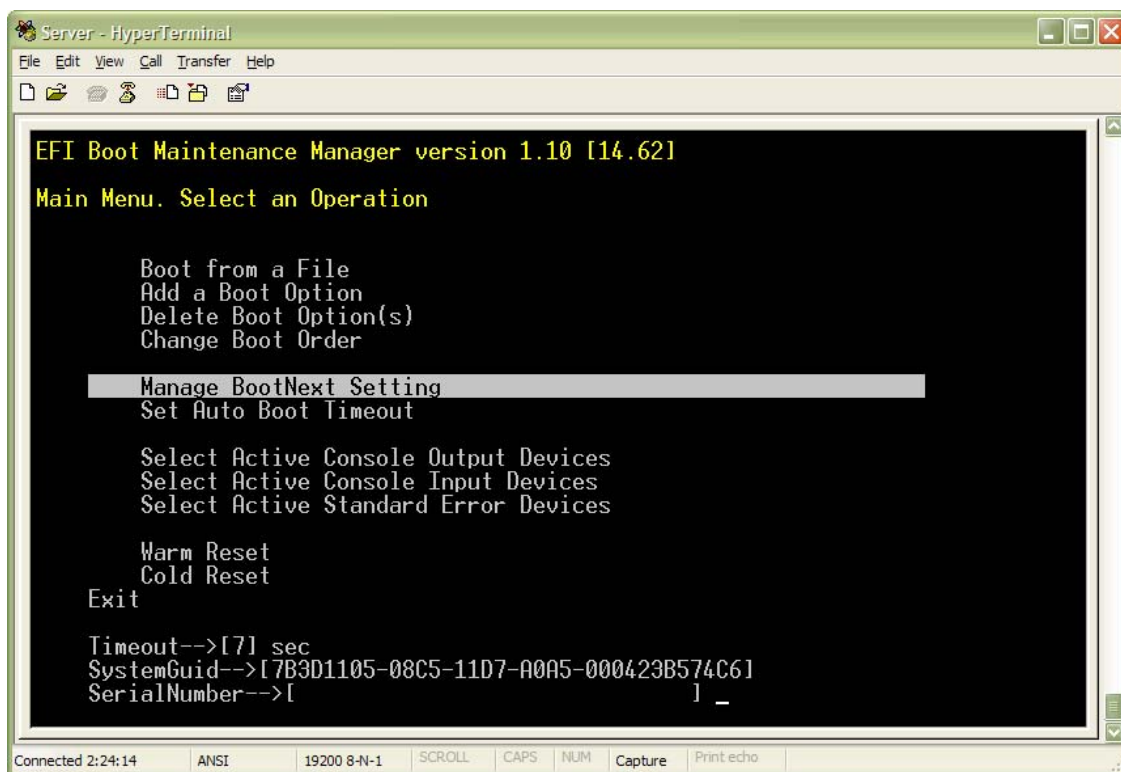 Server - HyperTerminal
File Edit View Call Transfer Help
EFI Boot Maintenance Manager version 1.10 [14.62]
Main Menu. Select an Operation
Boot from a File
Add a Boot Option
Delete Boot Option(s)
Change Boot Order
Manage BootNext Setting
Set Auto Boot Timeout
Select Active Console Output Devices
Select Active Console Input Devices
Select Active Standard Error Devices
Warm Reset
Cold Reset
Exit
Timeout-->[7] sec
SystemGuid-->[7B3D1105-08C5-11D7-A0A5-000423B574C6]
SerialNumber-->[ ] _
Connected 2:24:14 ANSI 19200 8-N-1 SCROLL CAPS NUM Capture Print echo